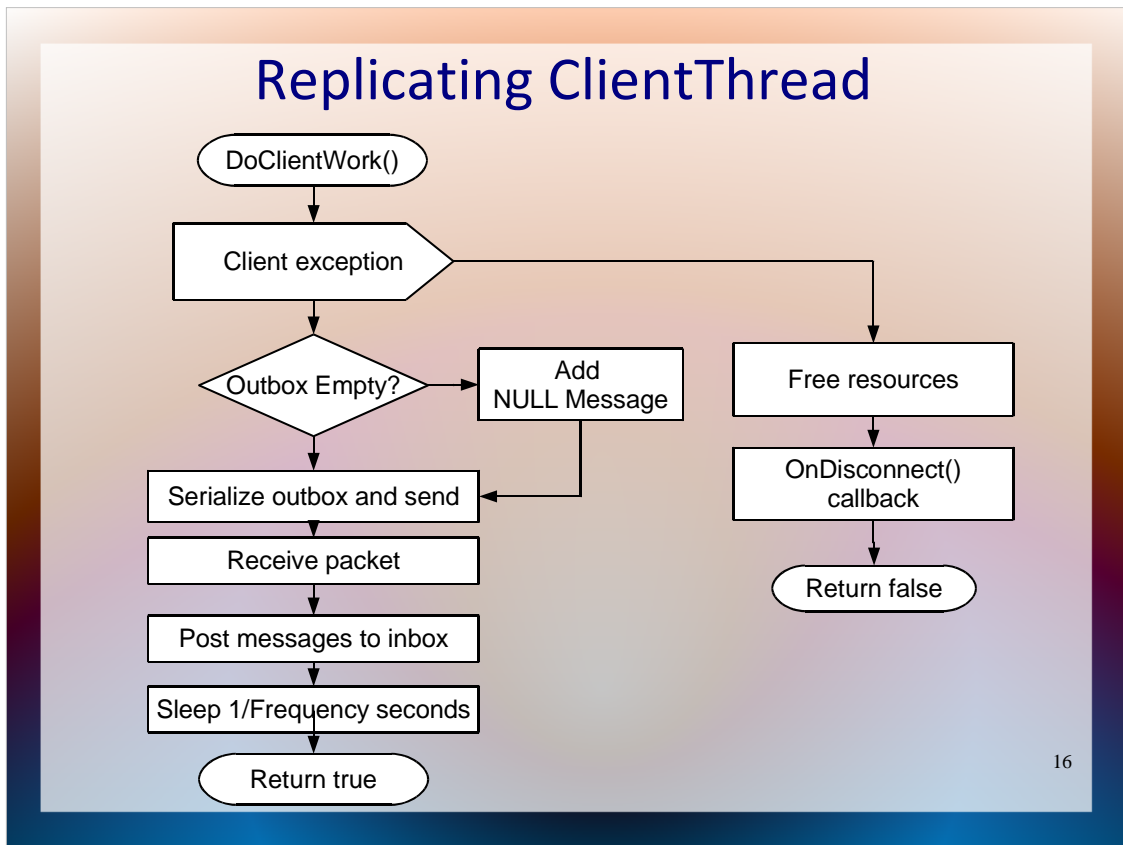 Replicating ClientThread
DoClientWork()
Client exception
Outbox Empty?
Add
NULL Message
Serialize outbox and send
Receive packet
Post messages to inbox
Sleep 1/Frequency seconds
Return true
Free resources
OnDisconnect()
callback
Return false
16